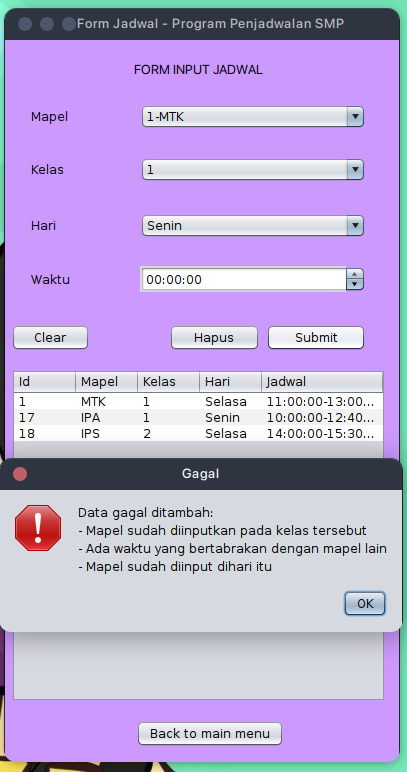 Form Jadwal - Program Penjadwalan SMP
FORM INPUT JADWAL
Mapel 1-MTK
Kelas 1
Hari Senin
Waktu 00:00:00
Clear Hapus Submit
Id Mapel Kelas Hari Jadwal
1 MTK 1 Selasa 11:00:00-13:00...
17 IPA 1 Senin 10:00:00-12:40...
18 IPS 2 Selasa 14:00:00-15:30...
Gagal
Data gagal ditambah:
- Mapel sudah diinputkan pada kelas tersebut
- Ada waktu yang bertabrakan dengan mapel lain
- Mapel sudah diinput dihari itu
OK
Back to main menu